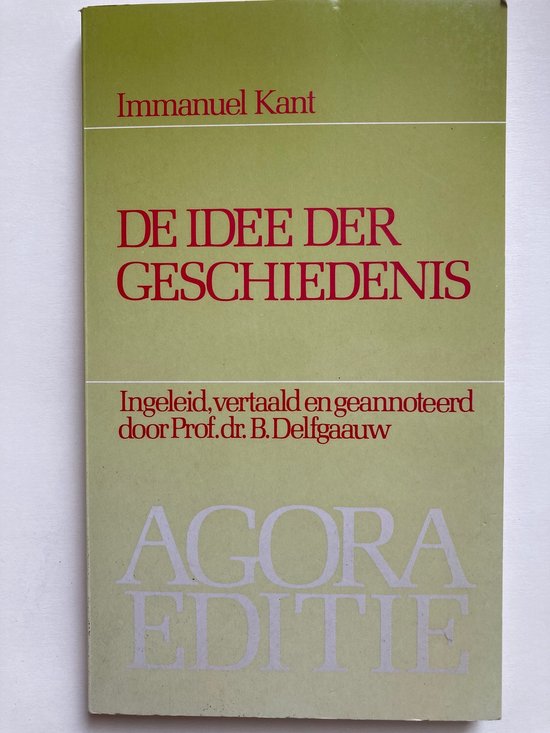 Immanuel Kant
DE IDEE DER
GESCHIEDENIS
Ingeleid, vertaald en geannoteerd
door Prof. dr. B. Delfgaauw
AGORA
EDITIE